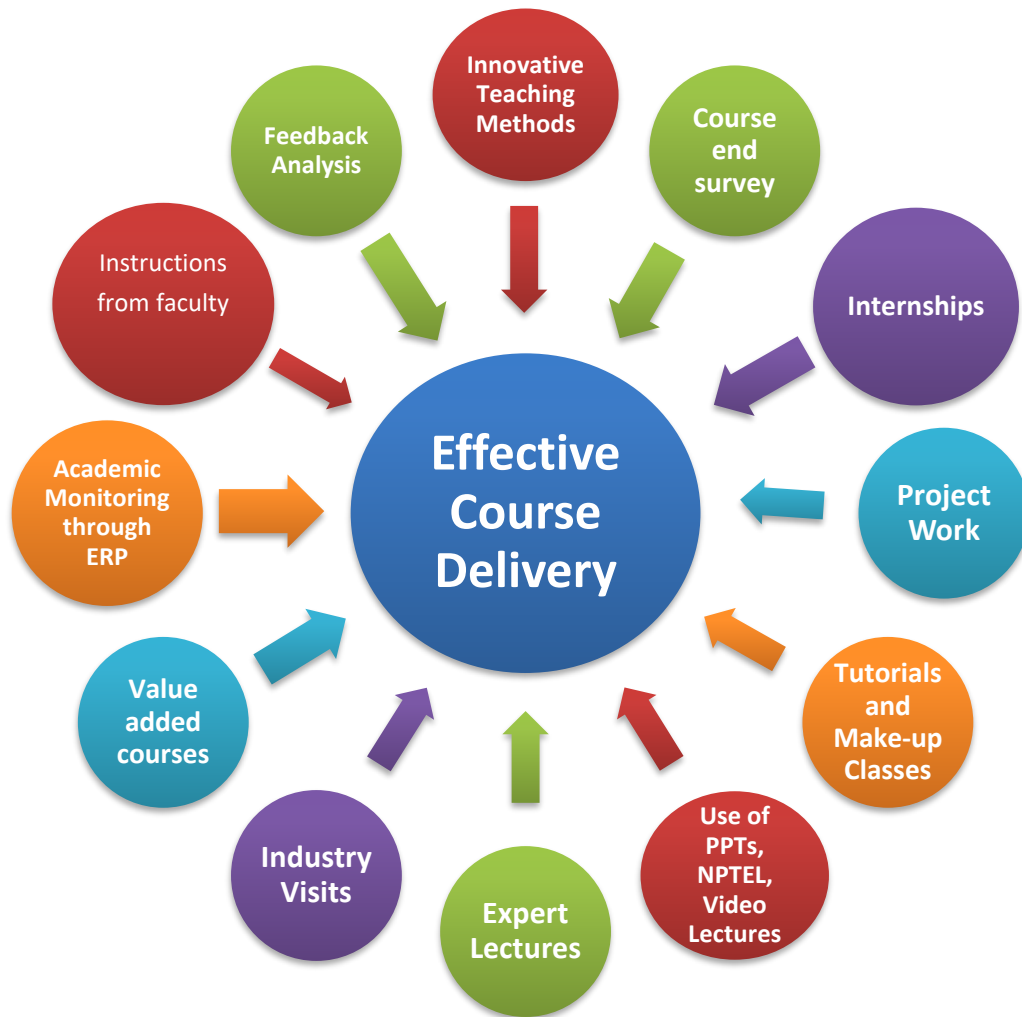 Innovative
Teaching
Methods
Course
end
survey
Internships
Project
Work
Tutorials
and
Make-up
Classes
Use of
PPTs,
NPTEL,
Video
Lectures
Expert
Lectures
Industry
Visits
Value
added
courses
Academic
Monitoring
through
ERP
Instructions
from faculty
Feedback
Analysis
Effective
Course
Delivery